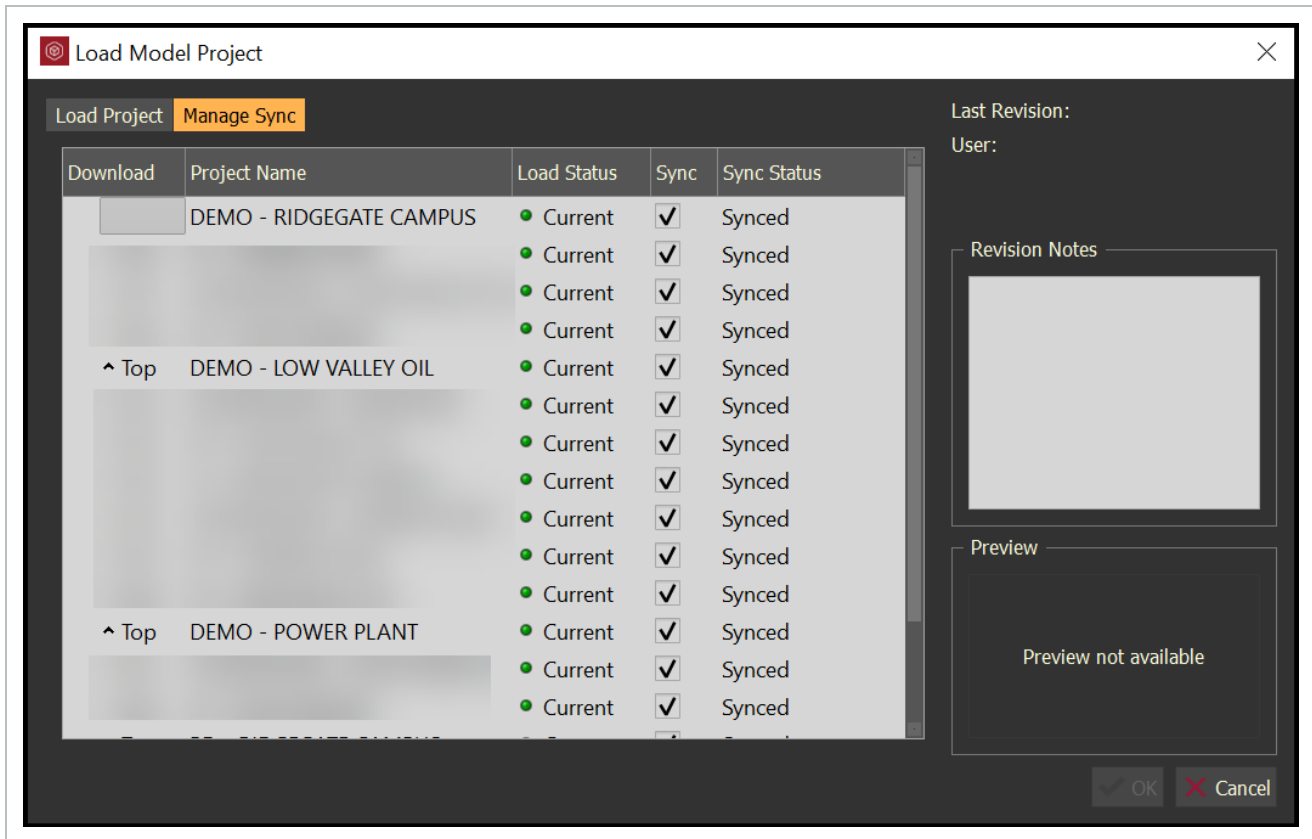 Load Model Project
Load Project Manage Sync
Last Revision:
User:
Download Project Name Load Status Sync Sync Status
DEMO - RIDGEGATE CAMPUS Current Synced
Current Synced
Current Synced
Current Synced
Top DEMO - LOW VALLEY OIL Current Synced
Current Synced
Current Synced
Current Synced
Current Synced
Current Synced
Current Synced
Top DEMO - POWER PLANT Current Synced
Current Synced
Current Synced
Revision Notes
Preview
Preview not available
OK Cancel